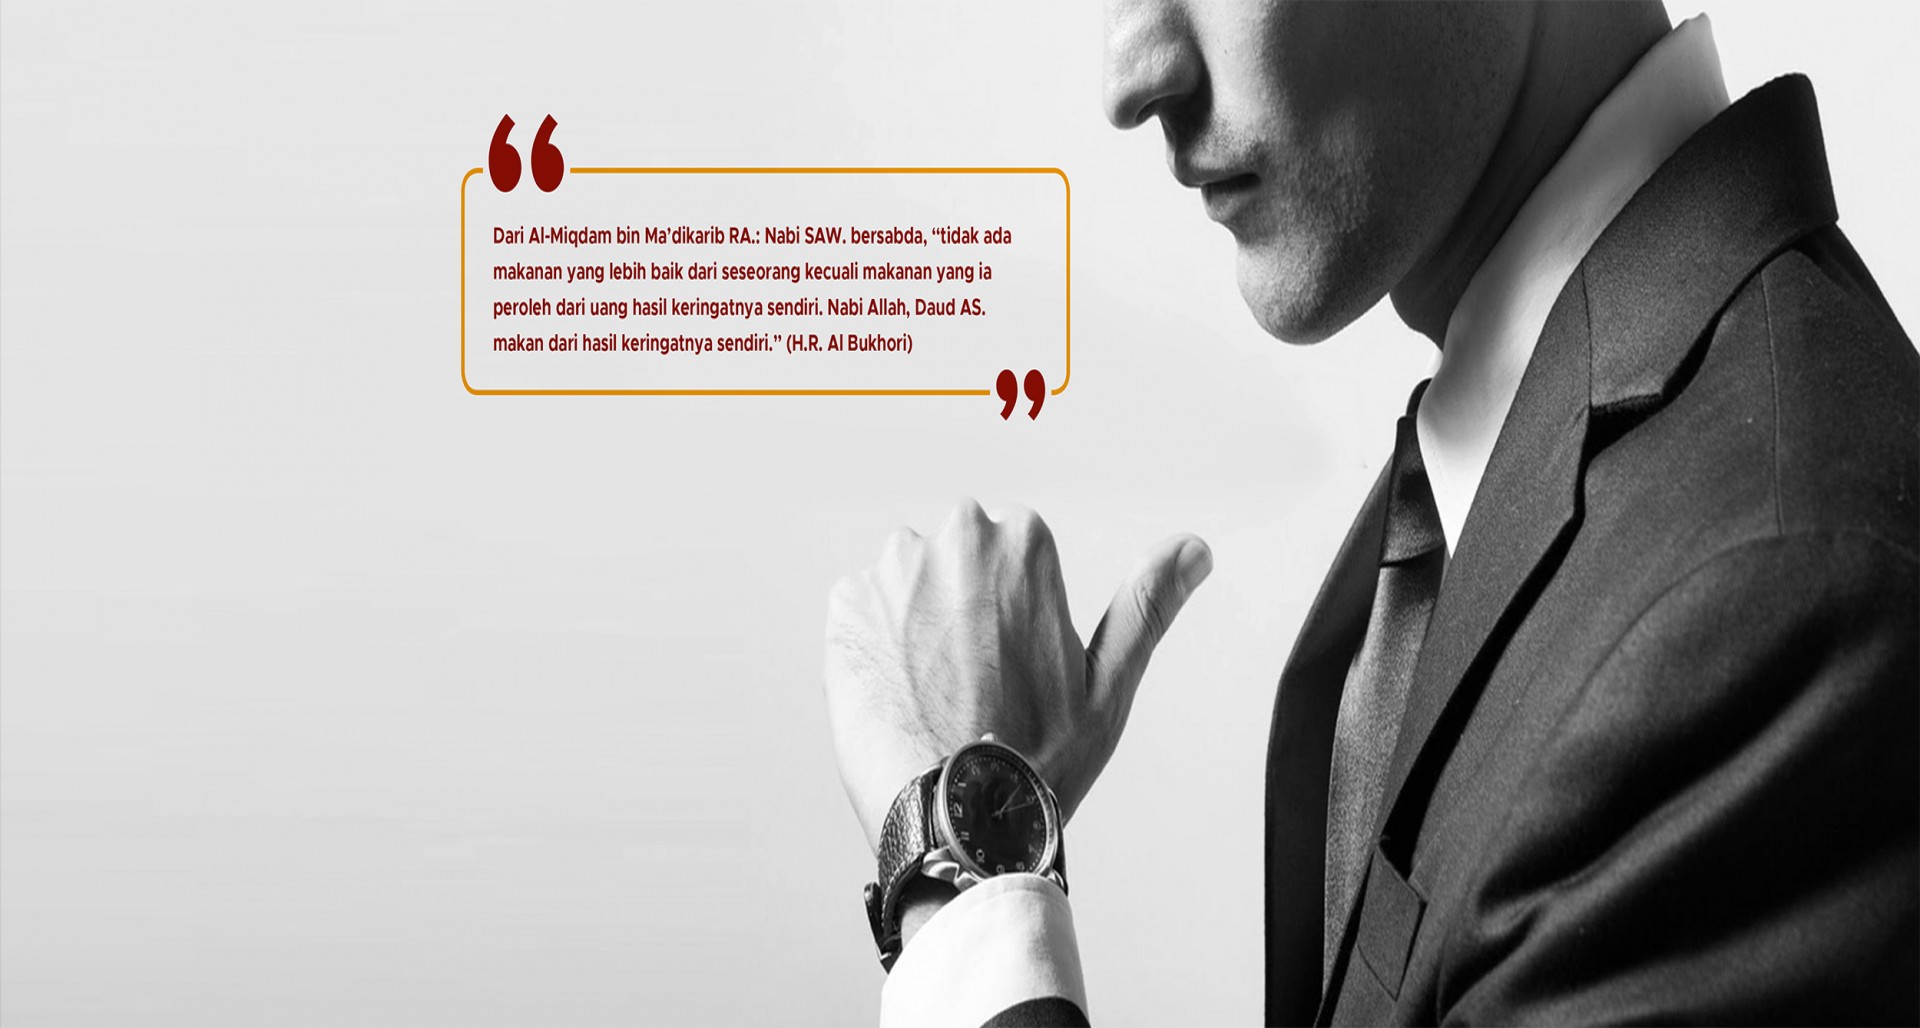 Dari Al-Miqdam bin Ma’dikarib RA.: Nabi SAW. bersabda, “tidak ada
makanan yang lebih baik dari seseorang kecuali makanan yang ia
peroleh dari uang hasil keringatnya sendiri. Nabi Allah, Daud AS.
makan dari hasil keringatnya sendiri.” (H.R. Al Bukhori)